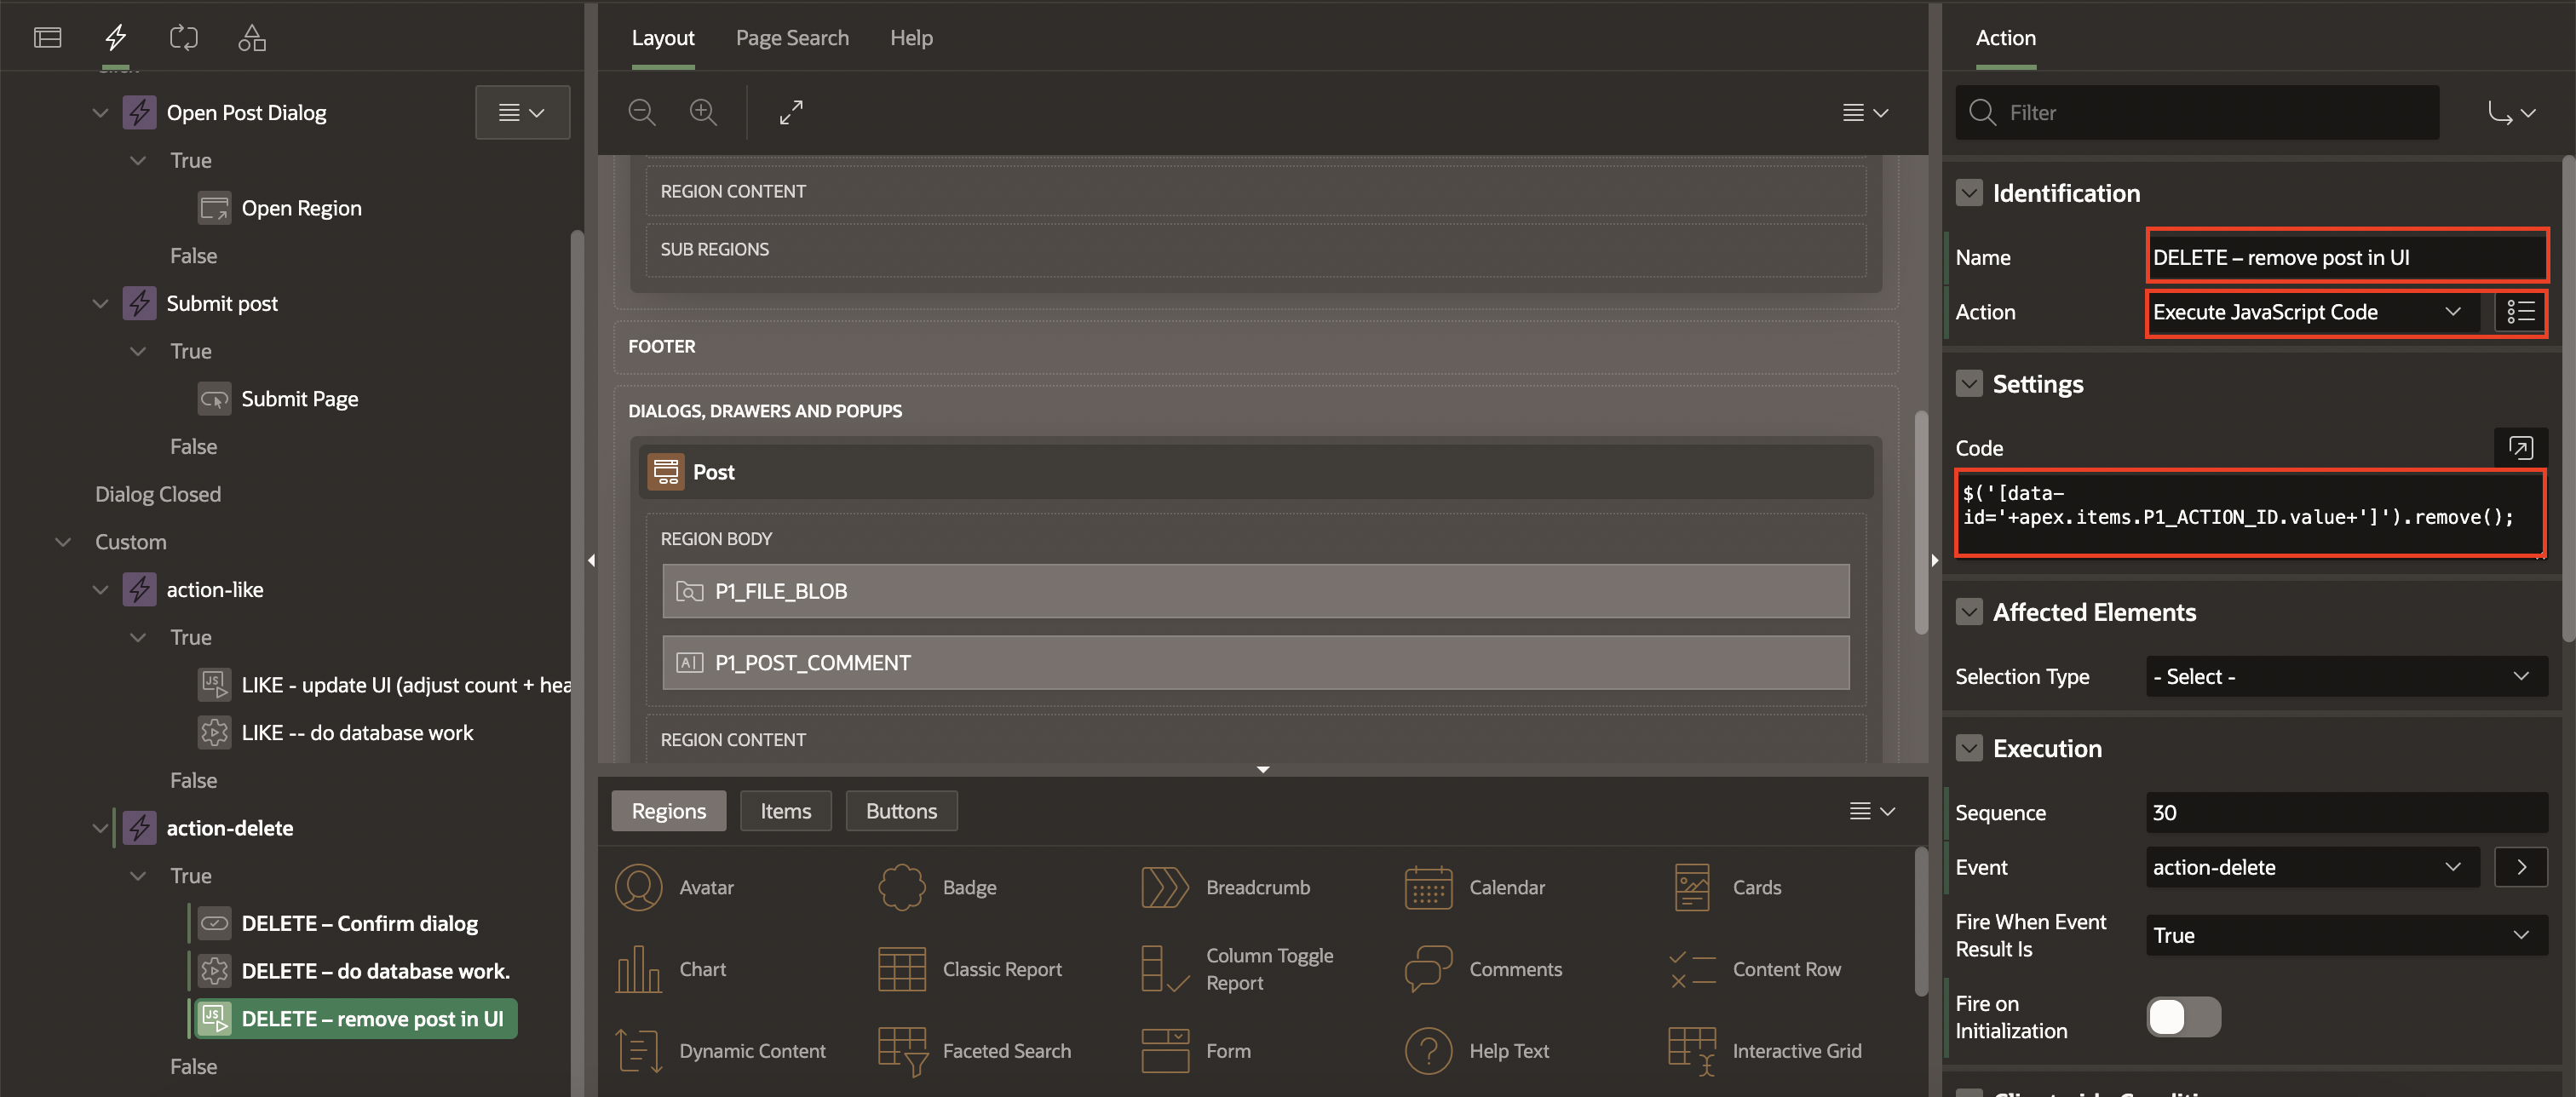 Open Post Dialog
True
Open Region
False
Submit post
True
Submit Page
False
Dialog Closed
Custom
action-like
True
LIKE - update UI (adjust count + hea
LIKE -- do database work
False
action-delete
True
DELETE – Confirm dialog
DELETE – do database work.
DELETE – remove post in UI
False
Layout
Page Search
Help
REGION CONTENT
SUB REGIONS
FOOTER
DIALOGS, DRAWERS AND POPUPS
Post
REGION BODY
P1_FILE_BLOB
P1_POST_COMMENT
REGION CONTENT
Regions
Items
Buttons
Avatar
Badge
Breadcrumb
Calendar
Cards
Chart
Classic Report
Column Toggle
Report
Comments
Content Row
Dynamic Content
Faceted Search
Form
Help Text
Interactive Grid
Action
Filter
Identification
Name
DELETE – remove post in UI
Action
Execute JavaScript Code
Settings
Code
$('[data-
id='+apex.items.P1_ACTION_ID.value+']').remove();
Affected Elements
Selection Type
- Select -
Execution
Sequence
30
Event
action-delete
Fire When Event
Result Is
True
Fire on
Initialization